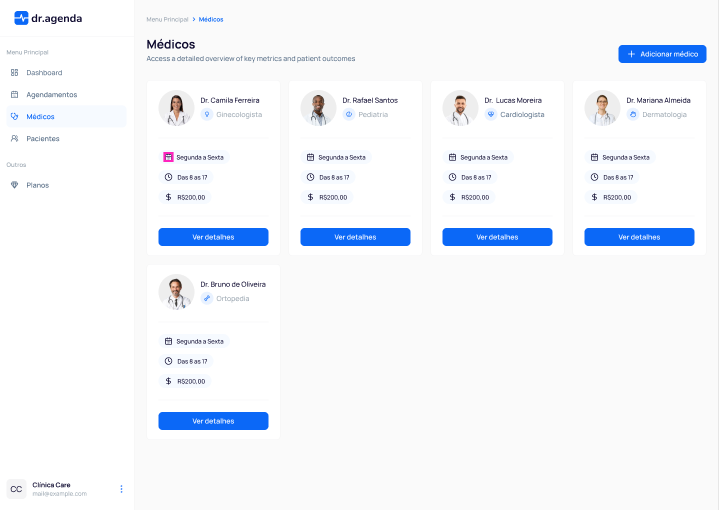 dr.agenda
Menu Principal
Dashboard
Agendamentos
Médicos
Pacientes
Outros
Planos
CC
Clínica Care
mail@example.com
Menu Principal > Médicos
Médicos
Access a detailed overview of key metrics and patient outcomes
+ Adicionar médico
Dr. Camila Ferreira
Ginecologista
Segunda a Sexta
Das 8 as 17
$ R$200,00
Ver detalhes
Dr. Rafael Santos
Pediatria
Segunda a Sexta
Das 8 as 17
$ R$200,00
Ver detalhes
Dr. Lucas Moreira
Cardiologista
Segunda a Sexta
Das 8 as 17
$ R$200,00
Ver detalhes
Dr. Mariana Almeida
Dermatologia
Segunda a Sexta
Das 8 as 17
$ R$200,00
Ver detalhes
Dr. Bruno de Oliveira
Ortopedia
Segunda a Sexta
Das 8 as 17
$ R$200,00
Ver detalhes